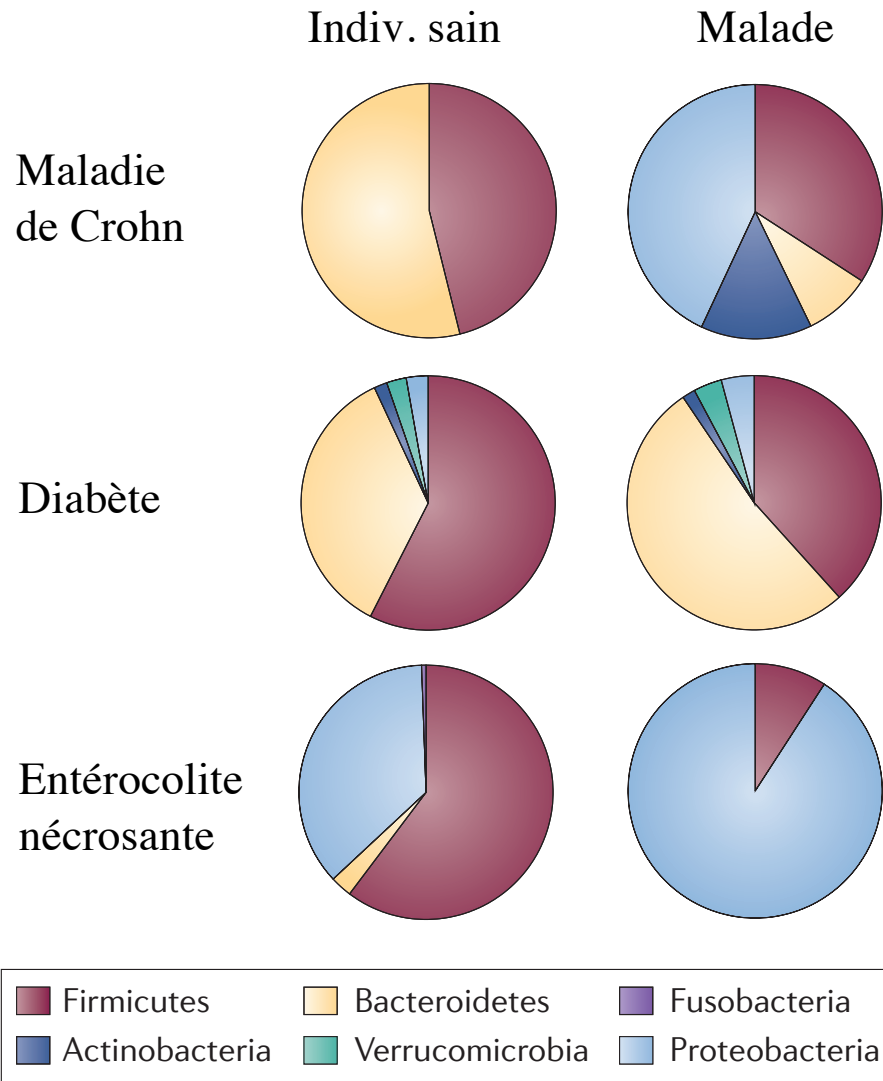 Indiv. sain
Malade
Maladie
de Crohn
Diabète
Entérocolite
nécrosante
Firmicutes
Bacteroidetes
Fusobacteria
Actinobacteria
Verrucomicrobia
Proteobacteria